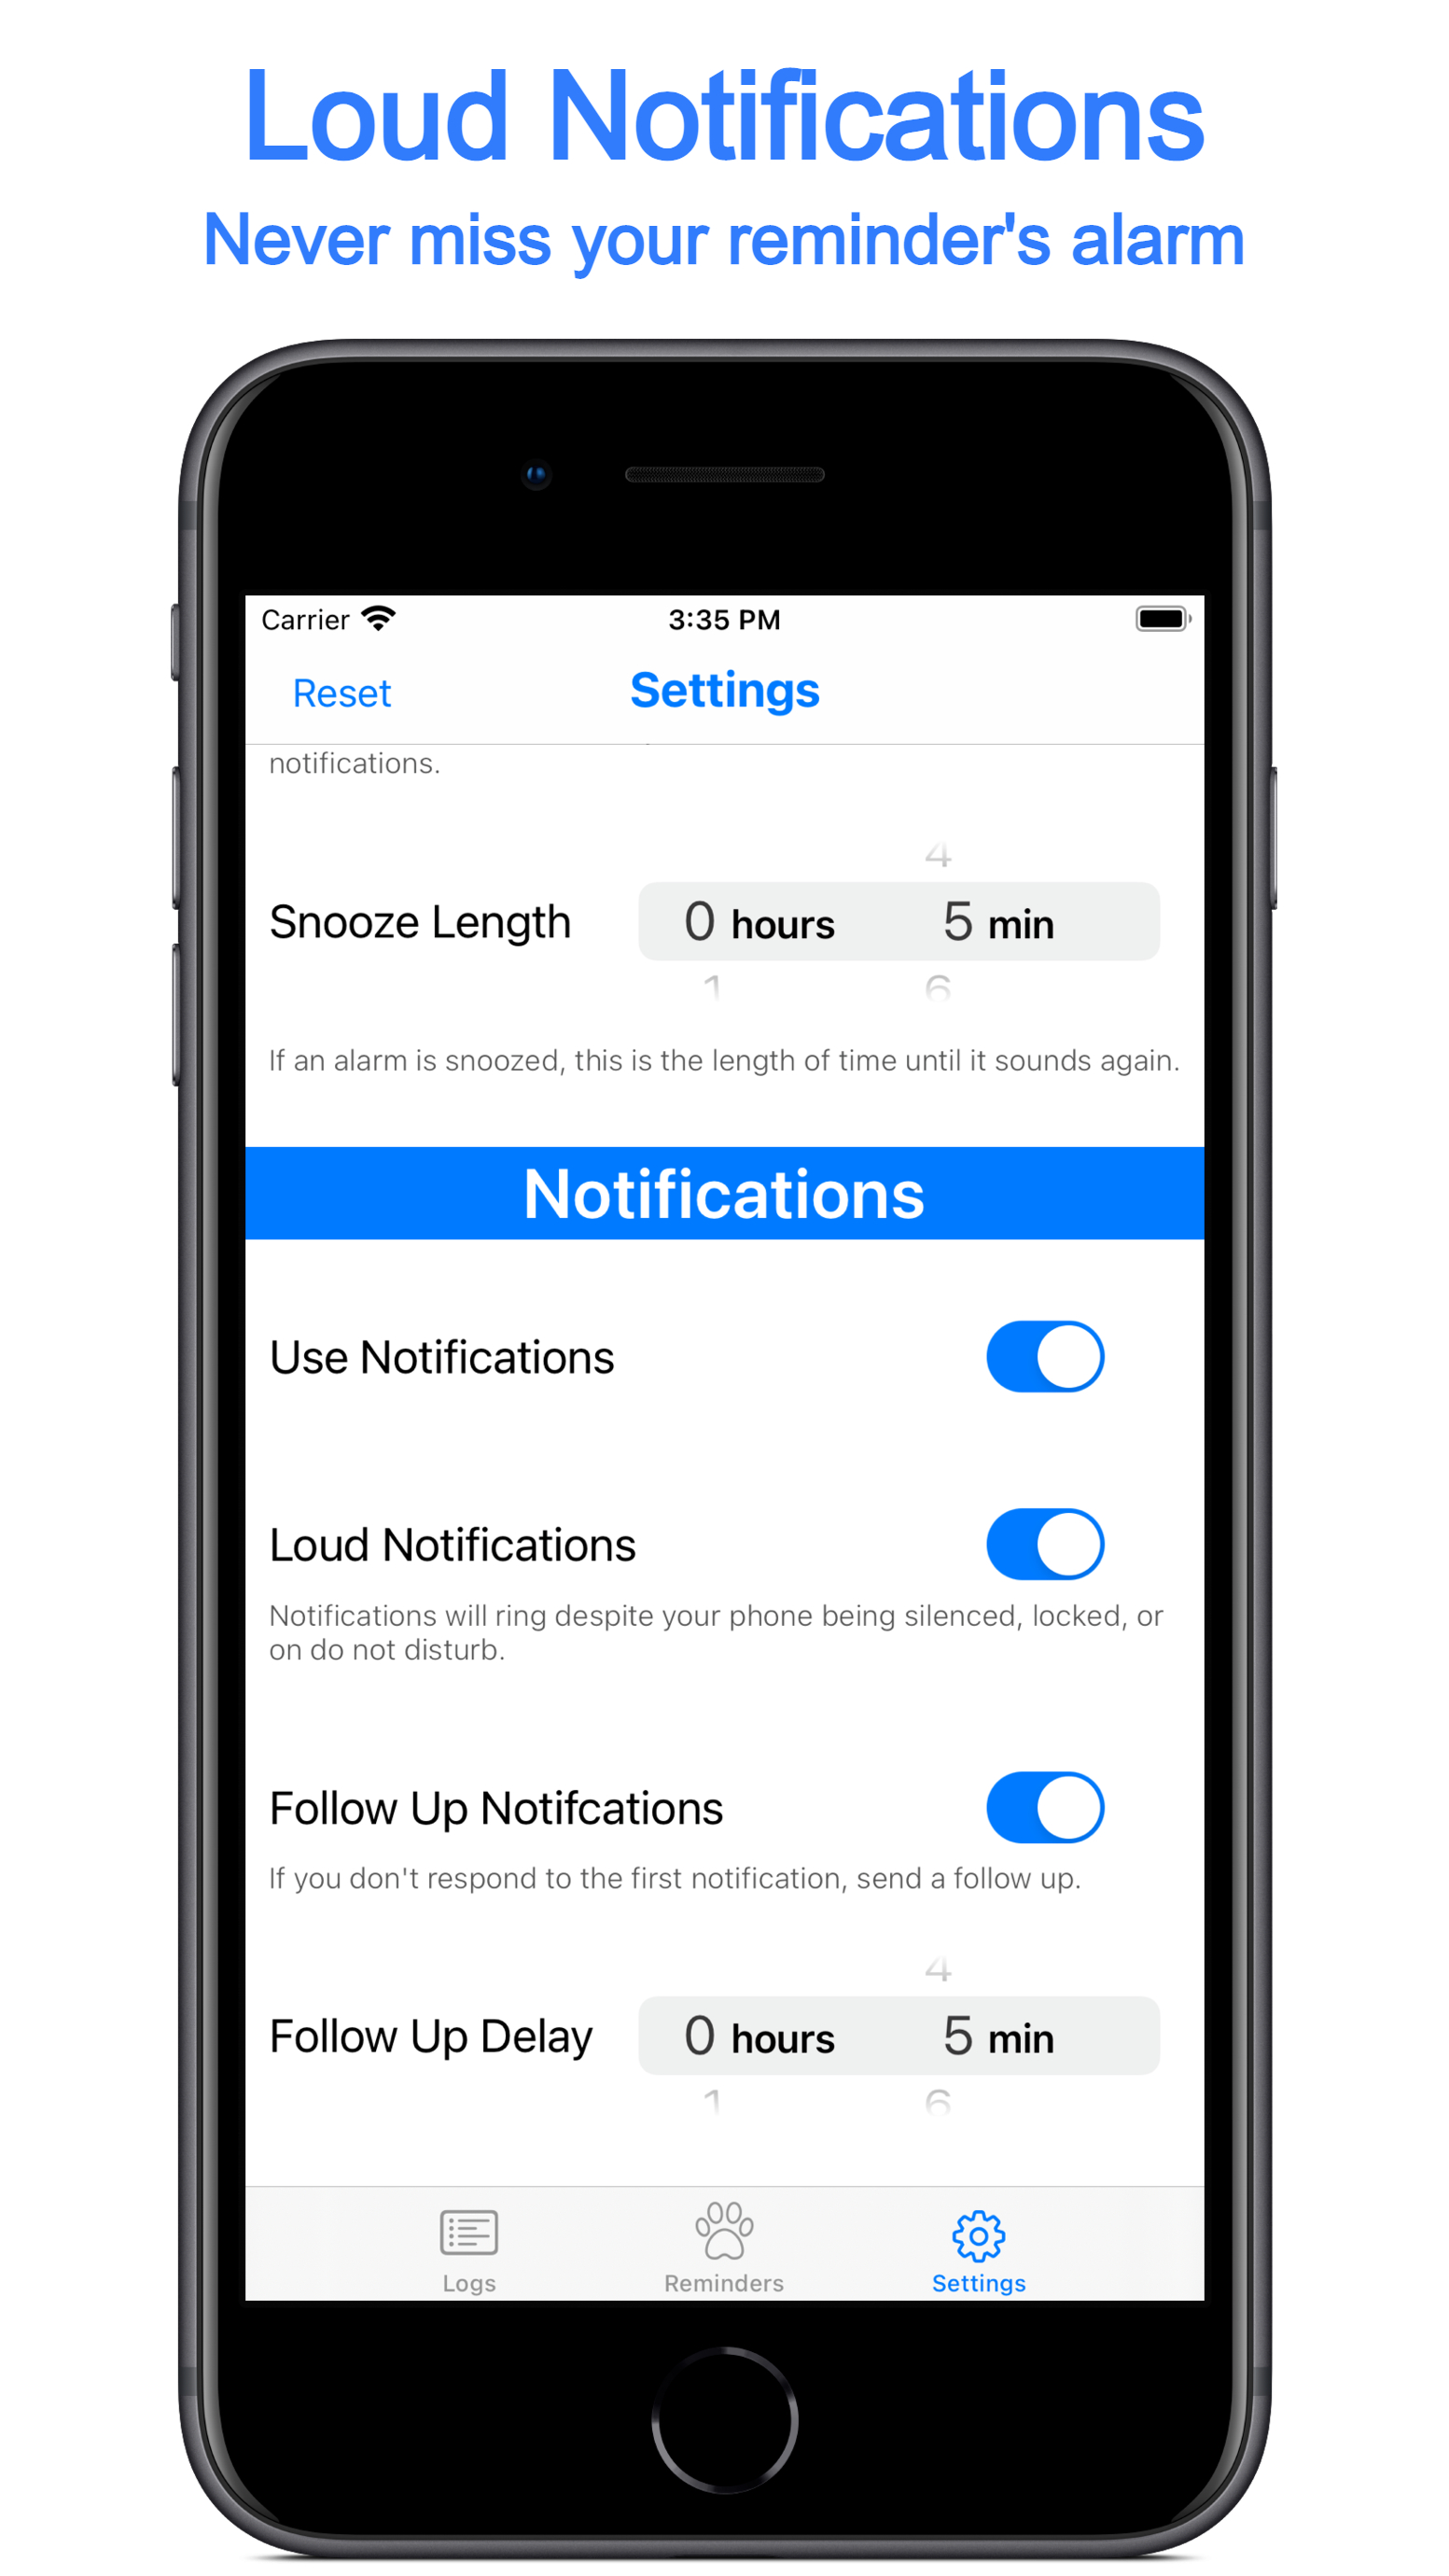 Loud Notifications
Never miss your reminder's alarm
Carrier 3:35 PM
Reset Settings
notifications.
4
Snooze Length 0 hours 5 min
1 6
If an alarm is snoozed, this is the length of time until it sounds again.
Notifications
Use Notifications
Loud Notifications
Notifications will ring despite your phone being silenced, locked, or
on do not disturb.
Follow Up Notifcations
If you don't respond to the first notification, send a follow up.
4
Follow Up Delay 0 hours 5 min
1 6
Logs Reminders Settings